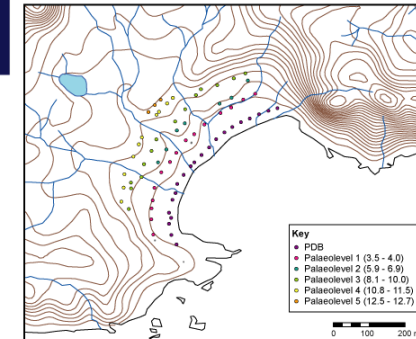 Key
PDB
Palaeolevel 1 (3.5 - 4.0)
Palaeolevel 2 (5.9 - 6.9)
Palaeolevel 3 (8.1 - 10.0)
Palaeolevel 4 (10.8 - 11.5)
Palaeolevel 5 (12.5 - 12.7)
0 100 200